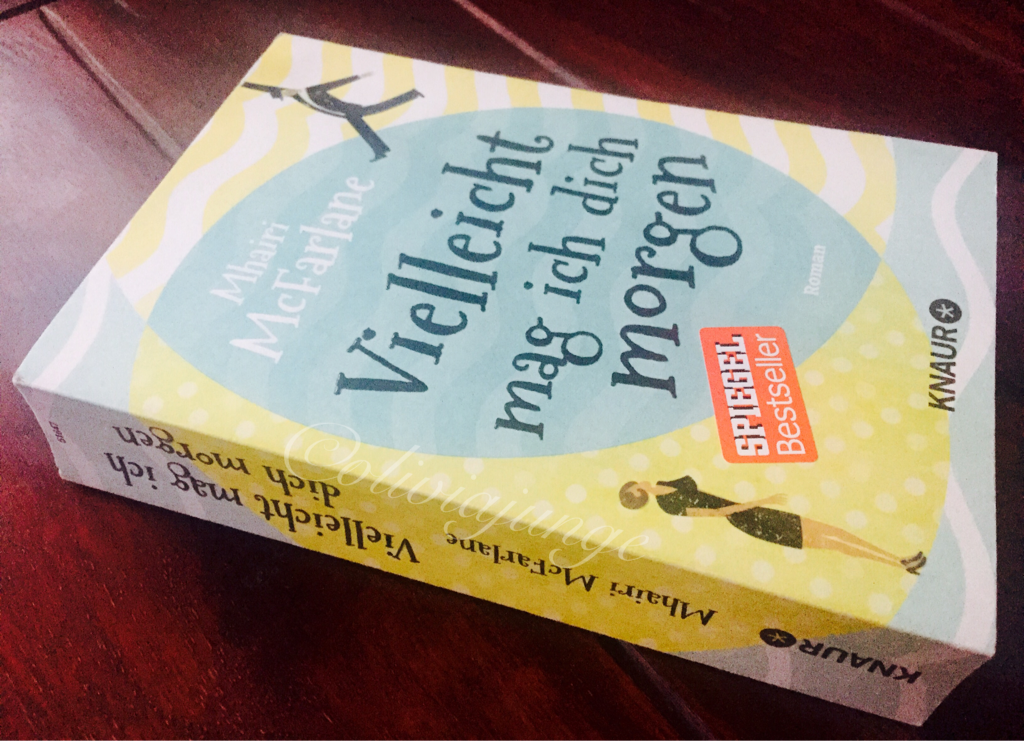 Mhairi
McFarlane
Vielleicht
mag ich dich
morgen
Roman
SPIEGEL
Bestseller
KNAUR
Vielleicht mag ich
dich morgen
Mhairi McFarlane
KNAUR
@oliviajunge